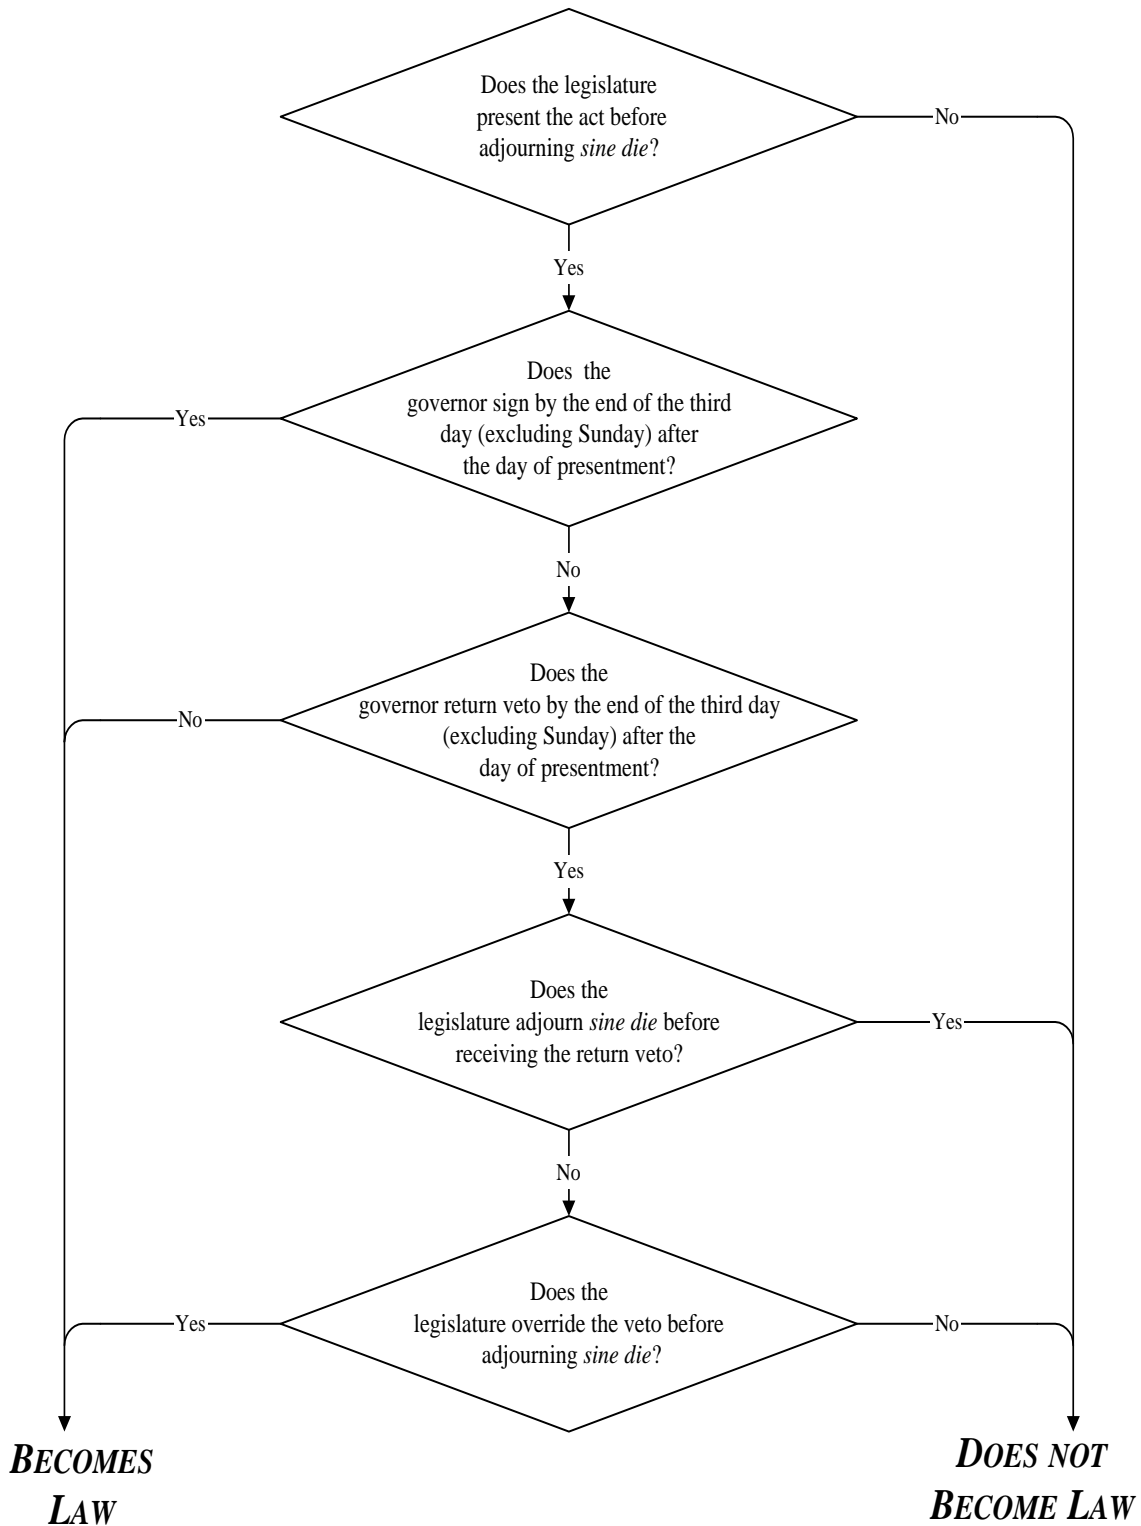 Does the legislature
present the act before
adjourning sine die?
No
Yes
Does the
governor sign by the end of the third
day (excluding Sunday) after
the day of presentment?
Yes
No
Does the
governor return veto by the end of the third day
(excluding Sunday) after the
day of presentment?
No
Yes
Does the
legislature adjourn sine die before
receiving the return veto?
Yes
No
Does the
legislature override the veto before
adjourning sine die?
Yes
No
BECOMES
LAW
DOES NOT
BECOME LAW